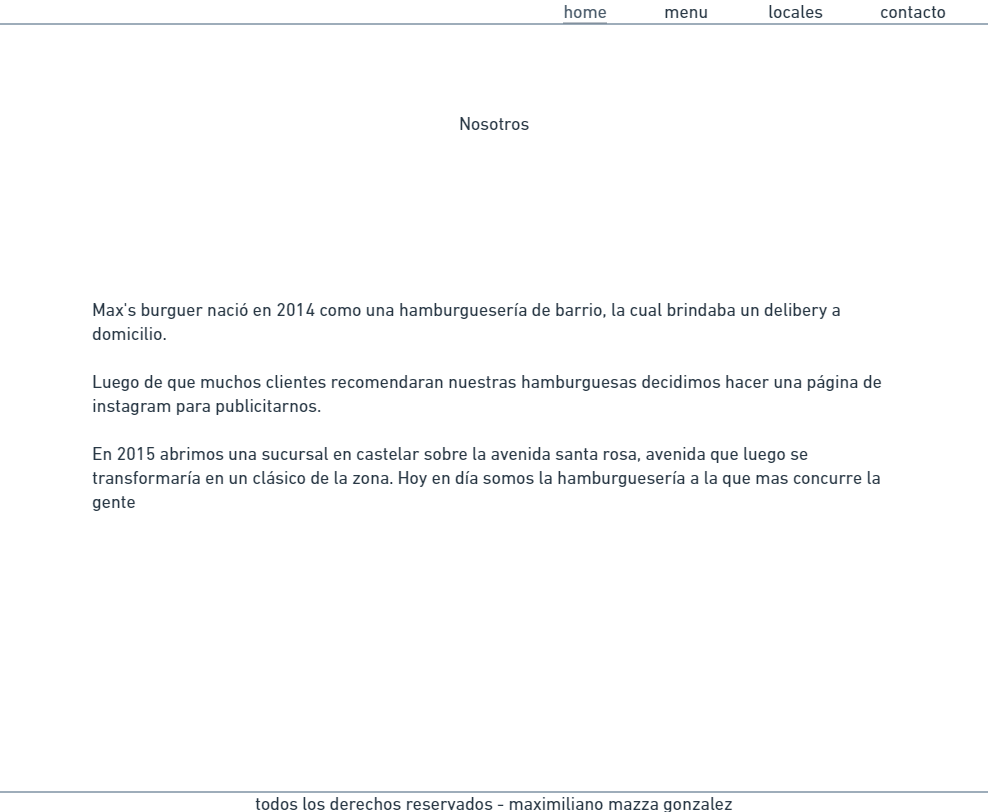 home menu locales contacto
Nosotros
Max's burguer nació en 2014 como una hamburguesería de barrio, la cual brindaba un delibery a
domicilio.
Luego de que muchos clientes recomendaran nuestras hamburguesas decidimos hacer una página de
instagram para publicitarnos.
En 2015 abrimos una sucursal en castelar sobre la avenida santa rosa, avenida que luego se
transformaría en un clásico de la zona. Hoy en día somos la hamburguesería a la que mas concurre la
gente
todos los derechos reservados - maximiliano mazza gonzalez